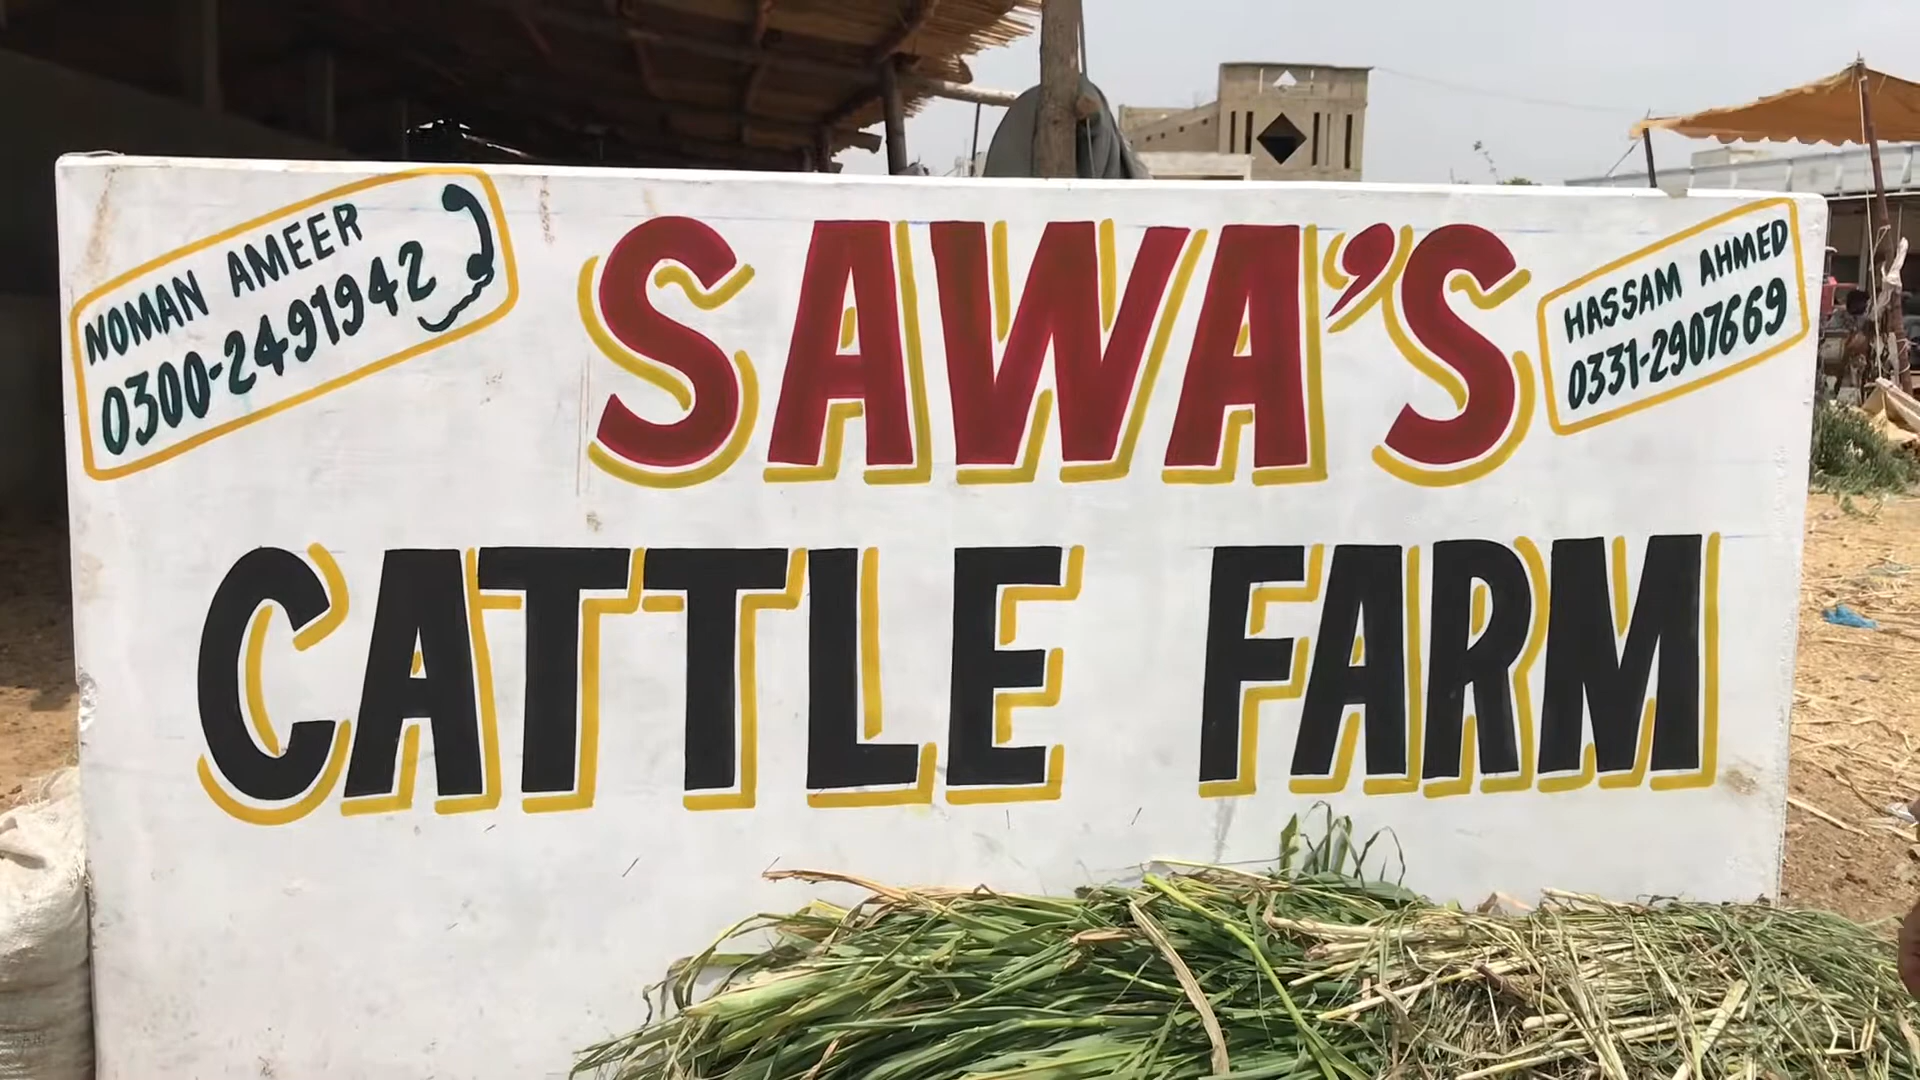 NOMAN AMEER
0300-2491942
SAWA'S
HASSAM AHMED
0331-2907669
CATTLE FARM